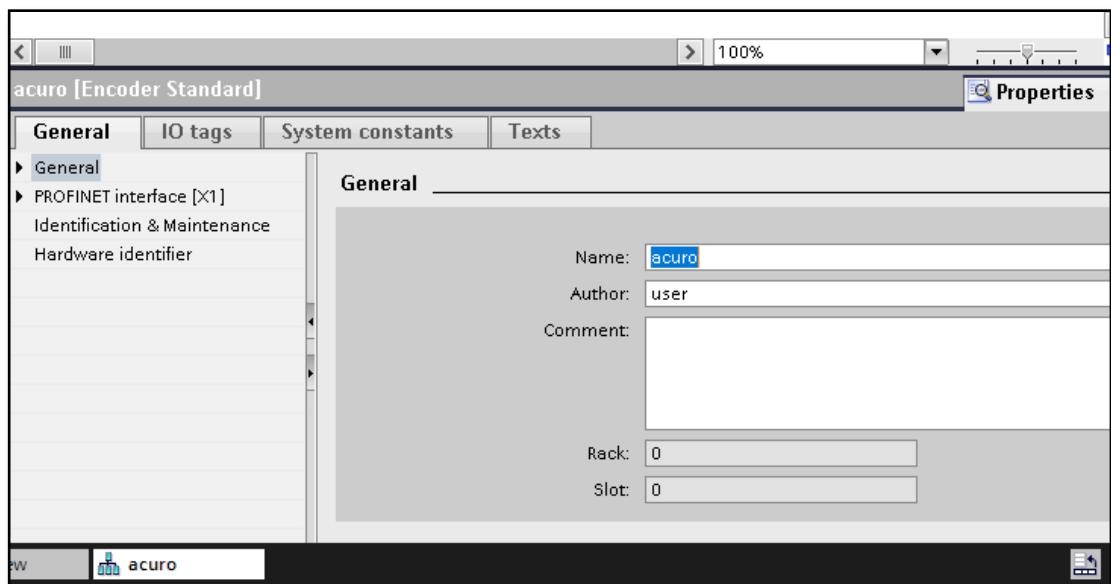 100%
acuro [Encoder Standard]
Properties
General IO tags System constants Texts
General
PROFINET interface [X1]
Identification & Maintenance
Hardware identifier
General
Name: acuro
Author: user
Comment:
Rack: 0
Slot: 0
ew
acuro